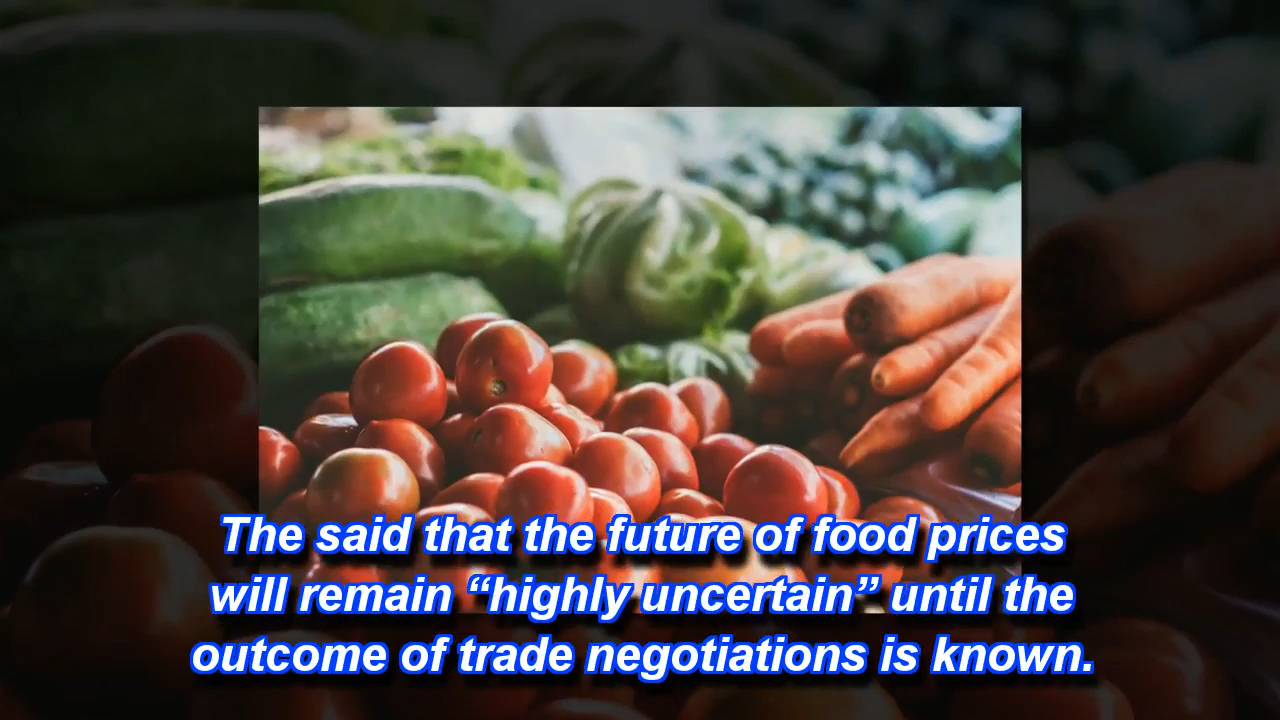 The said that the future of food prices
will remain “highly uncertain” until the
outcome of trade negotiations is known.